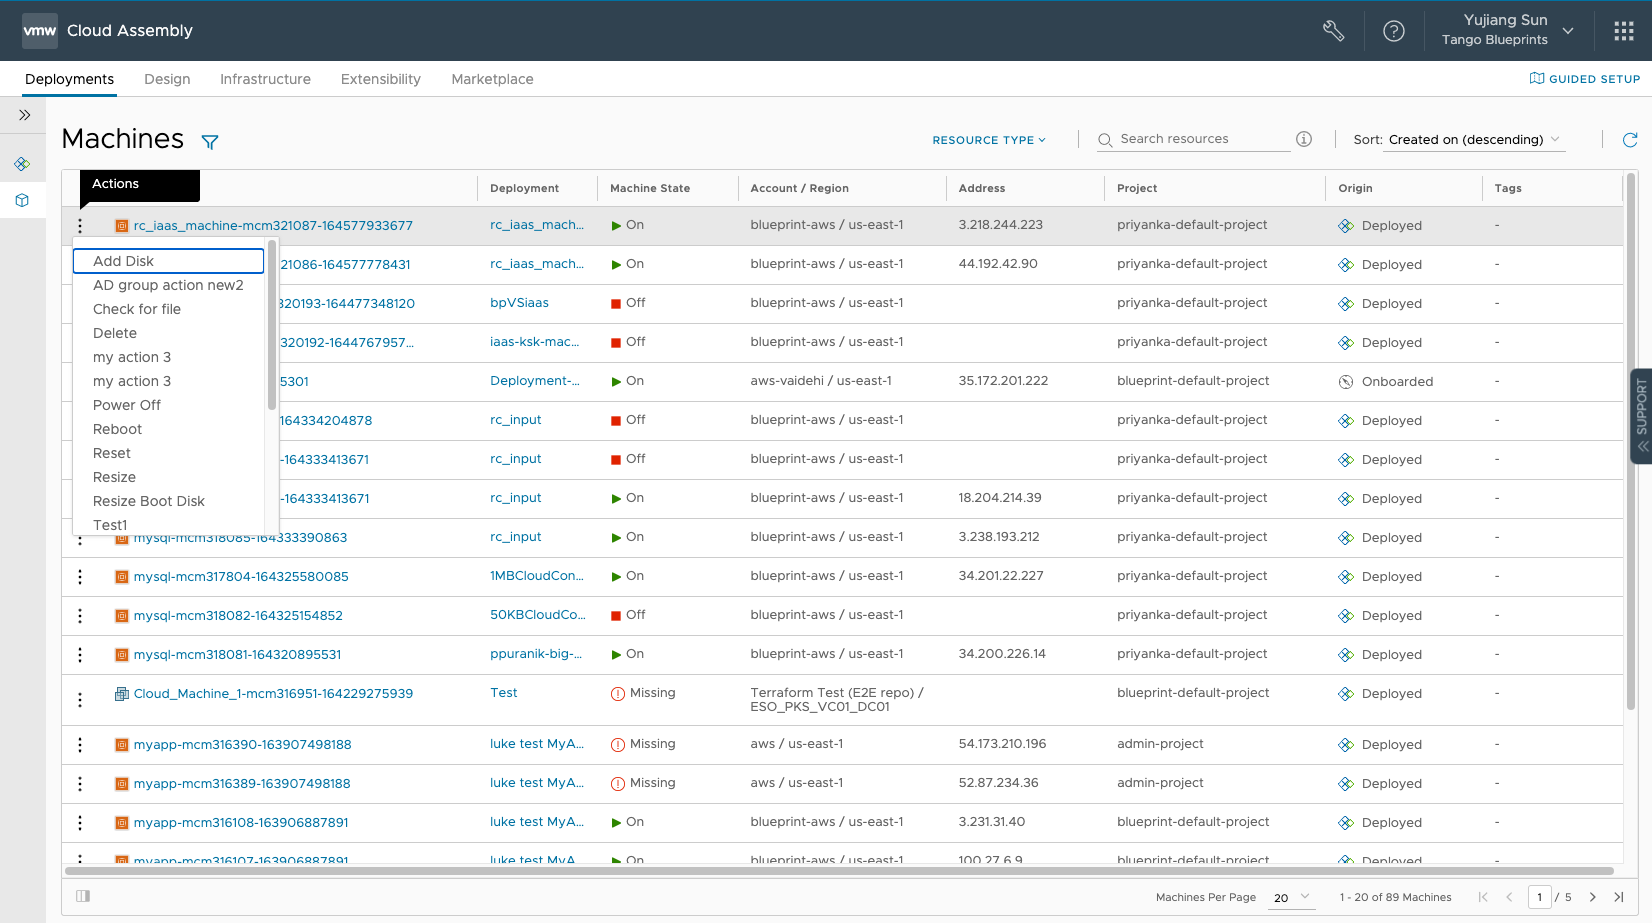 vmw Cloud Assembly
Yujiang Sun
Tango Blueprints
Deployments Design Infrastructure Extensibility Marketplace
GUIDED SETUP
Machines
RESOURCE TYPE
Search resources
Sort: Created on (descending)
Actions
Deployment Machine State Account / Region Address Project Origin Tags
rc_iaas_machine-mcm321087-164577933677 rc_iaas_mach... On blueprint-aws / us-east-1 3.218.244.223 priyanka-default-project Deployed -
Add Disk
AD group action new2
Check for file
Delete
my action 3
my action 3
Power Off
Reboot
Reset
Resize
Resize Boot Disk
Test1
21086-164577778431 rc_iaas_mach... On blueprint-aws / us-east-1 44.192.42.90 priyanka-default-project Deployed -
320193-164477348120 bpVSiaas Off blueprint-aws / us-east-1 priyanka-default-project Deployed -
320192-1644767957... iaas-ksk-mac... Off blueprint-aws / us-east-1 priyanka-default-project Deployed -
5301 Deployment-... On aws-vaidehi / us-east-1 35.172.201.222 blueprint-default-project Onboarded -
164334204878 rc_input Off blueprint-aws / us-east-1 priyanka-default-project Deployed -
-164333413671 rc_input Off blueprint-aws / us-east-1 priyanka-default-project Deployed -
-164333413671 rc_input On blueprint-aws / us-east-1 18.204.214.39 priyanka-default-project Deployed -
mysql-mcm318085-164333390863 rc_input On blueprint-aws / us-east-1 3.238.193.212 priyanka-default-project Deployed -
mysql-mcm317804-164325580085 1MBCloudCon... On blueprint-aws / us-east-1 34.201.22.227 priyanka-default-project Deployed -
mysql-mcm318082-164325154852 50KBCloudCo... Off blueprint-aws / us-east-1 priyanka-default-project Deployed -
mysql-mcm318081-164320895531 ppuranik-big-... On blueprint-aws / us-east-1 34.200.226.14 priyanka-default-project Deployed -
Cloud_Machine_1-mcm316951-164229275939 Test Missing Terraform Test (E2E repo) / blueprint-default-project Deployed -
ESO_PKS_VC01_DC01
myapp-mcm316390-163907498188 luke test MyA... Missing aws / us-east-1 54.173.210.196 admin-project Deployed -
myapp-mcm316389-163907498188 luke test MyA... Missing aws / us-east-1 52.87.234.36 admin-project Deployed -
myapp-mcm316108-163906887891 luke test MyA... On blueprint-aws / us-east-1 3.231.31.40 blueprint-default-project Deployed -
myapp-mcm316107-163906887891 luke test MyA... On blueprint-aws / us-east-1 100.27.6.9 blueprint-default-project Deployed -
SUPPORT
Machines Per Page 20 1 - 20 of 89 Machines 1 / 5